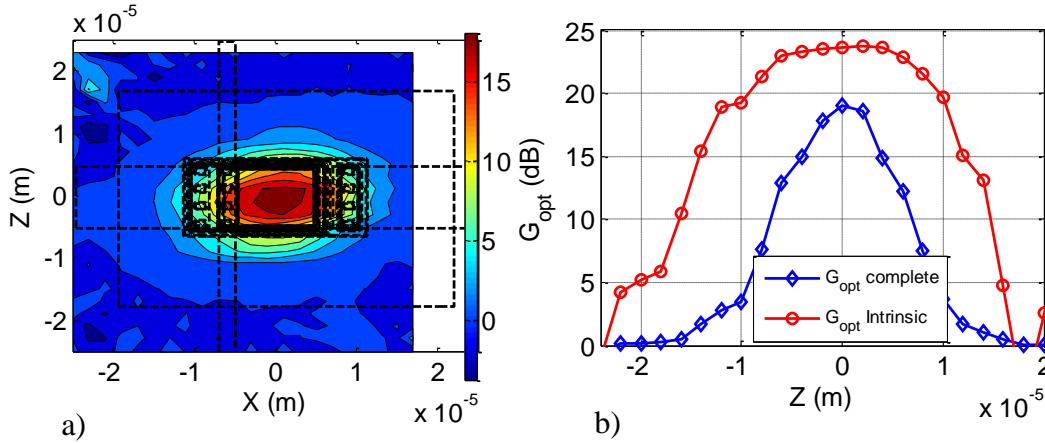 x 10⁻⁵
2
1
0
-1
-2
Z (m)
-2 -1 0 1 2
X (m)
x 10⁻⁵
15
10
5
0
a)
25
20
15
10
5
0
G_opt (dB)
-2 -1 0 1 2
Z (m)
x 10⁻⁵
G_opt complete
G_opt Intrinsic
b)